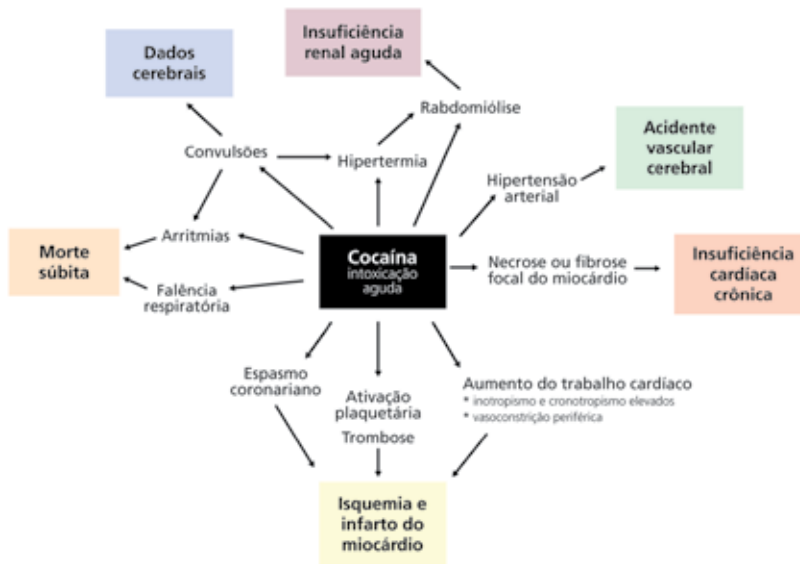 Insuficiência
renal aguda
Dados
cerebrais
Rabdomiólise
Acidente
vascular
cerebral
Convulsões
Hipertermia
Hipertensão
arterial
Morte
súbita
Arritmias
Falência
respiratória
Cocaína
intoxicação
aguda
Necrose ou fibrose
focal do miocárdio
Insuficiência
cardíaca
crônica
Espasmo
coronariano
Ativação
plaquetária
Trombose
Aumento do trabalho cardíaco
* inotropismo e cronotropismo elevados
* vasoconstrição periférica
Isquemia e
infarto do
miocárdio